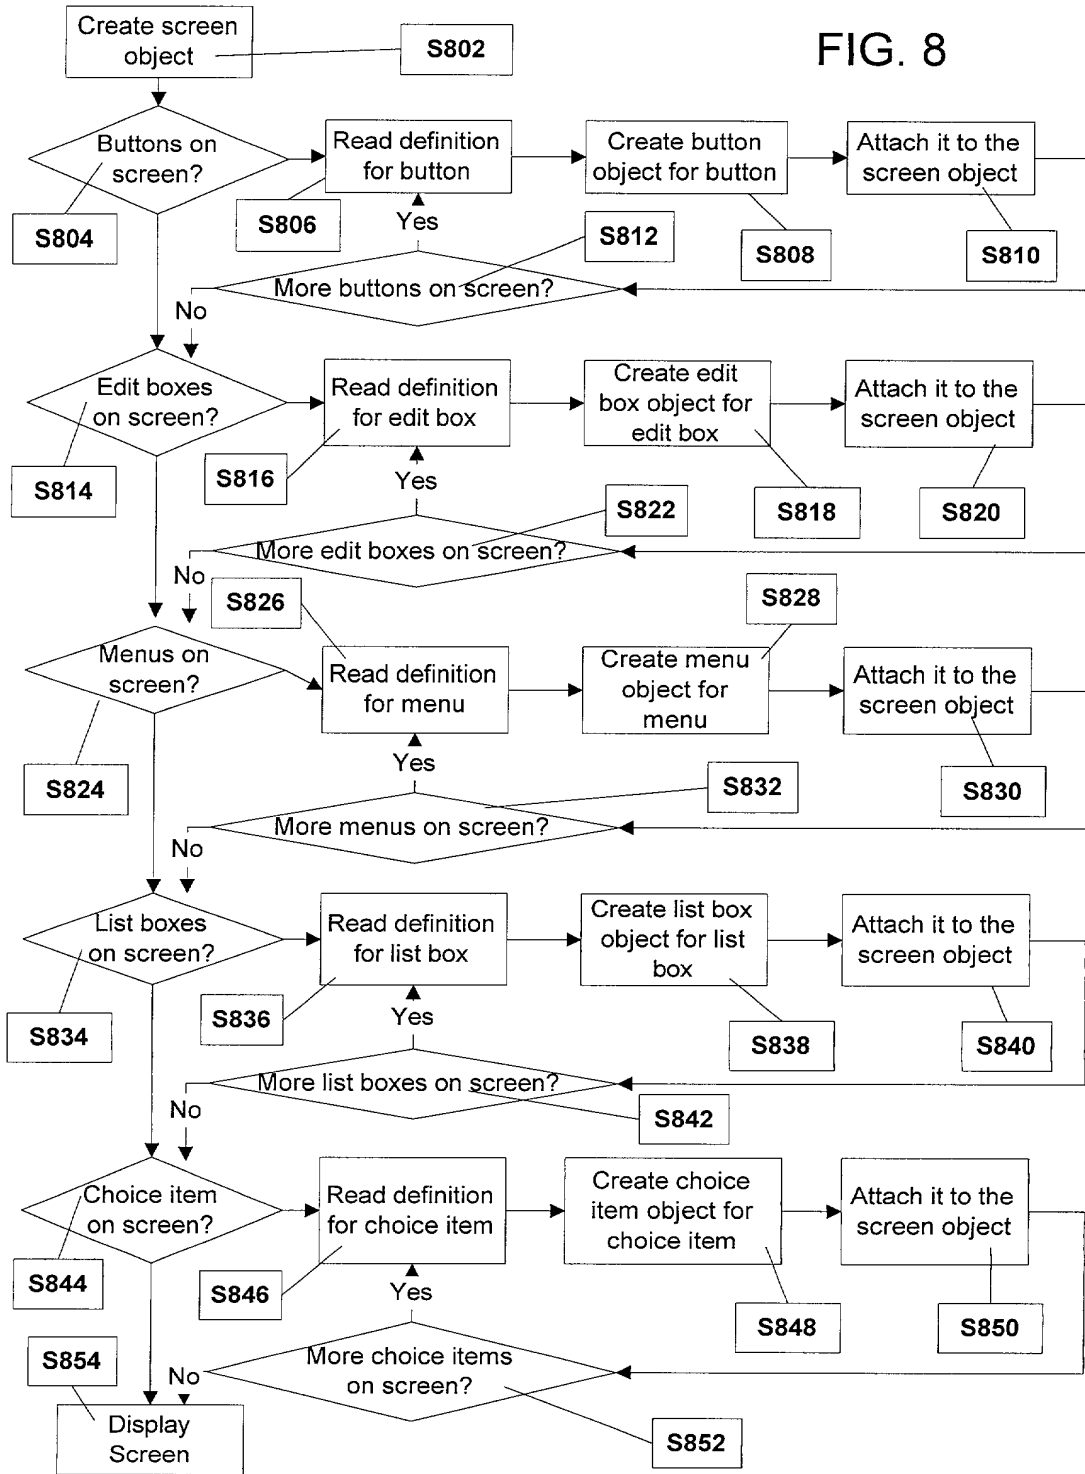 Create screen
object
S802
FIG. 8
Buttons on
screen?
Read definition
for button
Create button
object for button
Attach it to the
screen object
S804
S806
Yes
S812
S808
S810
More buttons on screen?
No
Edit boxes
on screen?
Read definition
for edit box
Create edit
box object for
edit box
Attach it to the
screen object
S814
S816
Yes
S822
S818
S820
More edit boxes on screen?
No
S826
S828
Menus on
screen?
Read definition
for menu
Create menu
object for
menu
Attach it to the
screen object
S824
Yes
S832
S830
More menus on screen?
No
List boxes
on screen?
Read definition
for list box
Create list box
object for list
box
Attach it to the
screen object
S834
S836
Yes
S838
S840
More list boxes on screen?
No
S842
Choice item
on screen?
Read definition
for choice item
Create choice
item object for
choice item
Attach it to the
screen object
S844
S846
Yes
S848
S850
S854
No
More choice items
on screen?
Display
Screen
S852